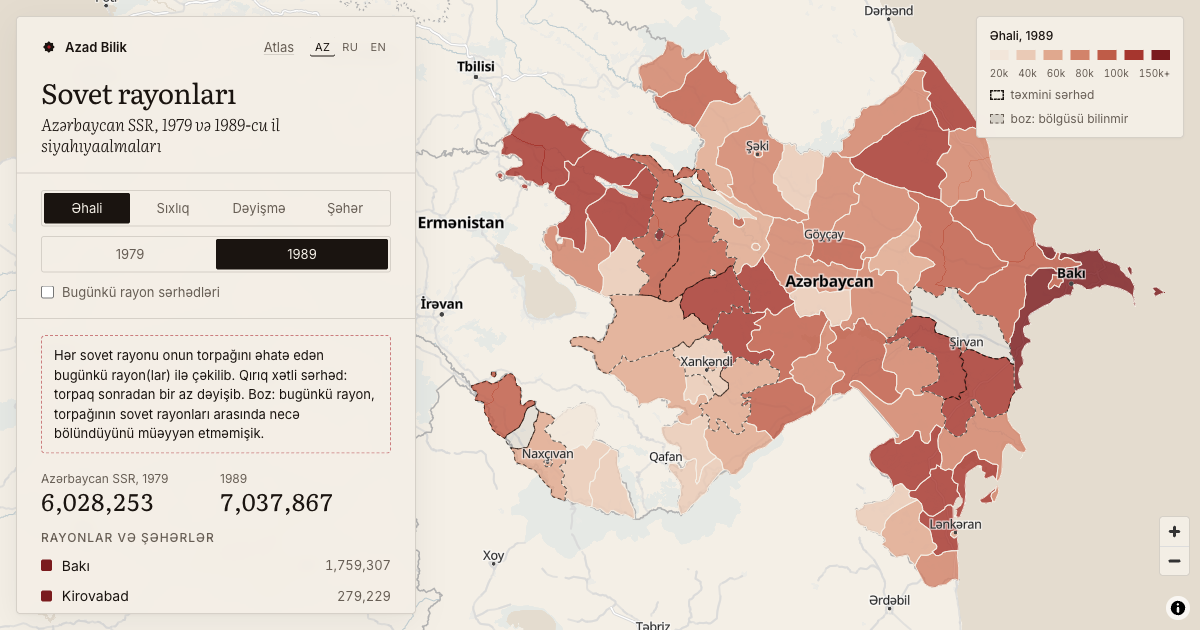 Azad Bilik
Atlas
AZ RU EN
Sovet rayonları
Azərbaycan SSR, 1979 və 1989-cu il
siyahıyaalmaları
Əhali Sıxlıq Dəyişmə Şəhər
1979 1989
Bugünkü rayon sərhədləri
Hər sovet rayonu onun torpağını əhatə edən
bugünkü rayon(lar) ilə çəkilib. Qırıq xətli sərhəd:
torpaq sonradan bir az dəyişib. Boz: bugünkü rayon,
torpağının sovet rayonları arasında necə
bölündüyünü müəyyən etməmişik.
Azərbaycan SSR, 1979 1989
6,028,253 7,037,867
RAYONLAR VƏ ŞƏHƏRLƏR
Bakı 1,759,307
Kirovabad 279,229
Dərbənd
Tbilisi
Şəki
Ermənistan
Göyçay
Azərbaycan
Bakı
İrəvan
Şirvan
Xankəndi
Naxçıvan
Qafan
Lənkəran
Xoy
Ərdəbil
Təbriz
Əhali, 1989
20k 40k 60k 80k 100k 150k+
təxmini sərhəd
boz: bölgüsü bilinmir
+
−